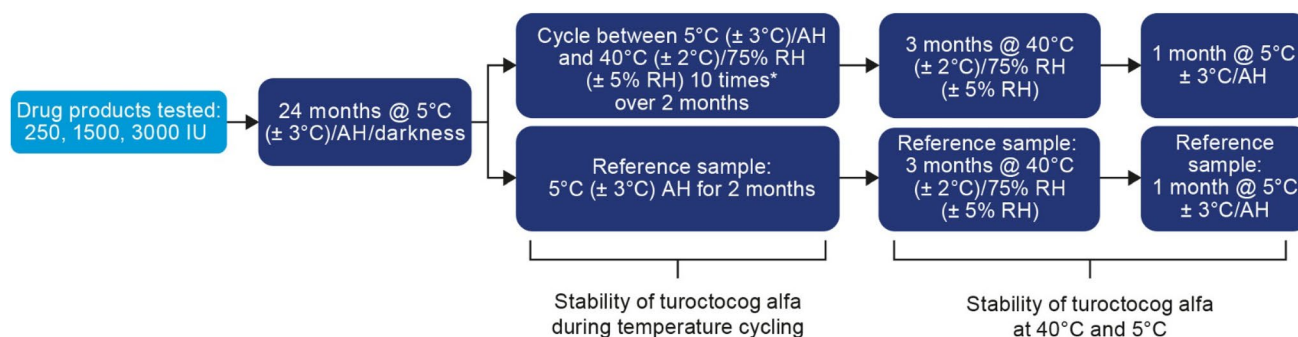 Drug products tested:
250, 1500, 3000 IU
24 months @ 5°C
(± 3°C)/AH/darkness
Cycle between 5°C (± 3°C)/AH
and 40°C (± 2°C)/75% RH
(± 5% RH) 10 times*
over 2 months
3 months @ 40°C
(± 2°C)/75% RH
(± 5% RH)
1 month @ 5°C
± 3°C/AH
Reference sample:
5°C (± 3°C) AH for 2 months
Reference sample:
3 months @ 40°C
(± 2°C)/75% RH
(± 5% RH)
Reference
sample:
1 month @ 5°C
± 3°C/AH
Stability of turoctocog alfa
during temperature cycling
Stability of turoctocog alfa
at 40°C and 5°C